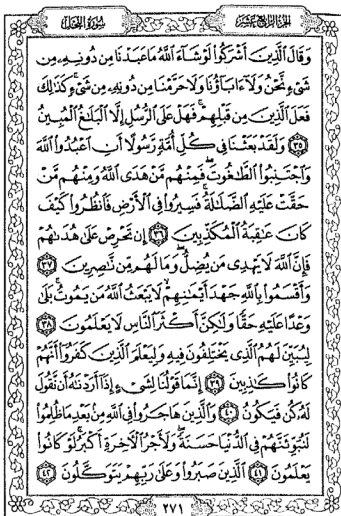 الجزء الرابع عشر
سورة النحل
وَقَالَ ٱلَّذِينَ أَشۡرَكُواْ لَوۡ شَآءَ ٱللَّهُ مَا عَبَدۡنَا مِن دُونِهِۦ مِن
شَيۡءٖ نَّحۡنُ وَلَآ ءَابَآؤُنَا وَلَا حَرَّمۡنَا مِن دُونِهِۦ مِن شَيۡءٖۚ كَذَٰلِكَ
فَعَلَ ٱلَّذِينَ مِن قَبۡلِهِمۡۚ فَهَلۡ عَلَى ٱلرُّسُلِ إِلَّا ٱلۡبَلَٰغُ ٱلۡمُبِينُ
٣٥ وَلَقَدۡ بَعَثۡنَا فِي كُلِّ أُمَّةٖ رَّسُولًا أَنِ ٱعۡبُدُواْ ٱللَّهَ
وَٱجۡتَنِبُواْ ٱلطَّٰغُوتَۖ فَمِنۡهُم مَّنۡ هَدَى ٱللَّهُ وَمِنۡهُم مَّنۡ
حَقَّتۡ عَلَيۡهِ ٱلضَّلَٰلَةُۚ فَسِيرُواْ فِي ٱلۡأَرۡضِ فَٱنظُرُواْ كَيۡفَ
كَانَ عَٰقِبَةُ ٱلۡمُكَذِّبِينَ ٣٦ إِن تَحۡرِصۡ عَلَىٰ هُدَىٰهُمۡ
فَإِنَّ ٱللَّهَ لَا يَهۡدِي مَن يُضِلُّۖ وَمَا لَهُم مِّن نَّٰصِرِينَ ٣٧
وَأَقۡسَمُواْ بِٱللَّهِ جَهۡدَ أَيۡمَٰنِهِمۡ لَا يَبۡعَثُ ٱللَّهُ مَن يَمُوتُۚ بَلَىٰ
وَعۡدًا عَلَيۡهِ حَقّٗا وَلَٰكِنَّ أَكۡثَرَ ٱلنَّاسِ لَا يَعۡلَمُونَ ٣٨
لِيُبَيِّنَ لَهُمُ ٱلَّذِي يَخۡتَلِفُونَ فِيهِ وَلِيَعۡلَمَ ٱلَّذِينَ كَفَرُوٓاْ أَنَّهُمۡ
كَانُواْ كَٰذِبِينَ ٣٩ إِنَّمَا قَوۡلُنَا لِشَيۡءٍ إِذَآ أَرَدۡنَٰهُ أَن نَّقُولَ
لَهُۥ كُن فَيَكُونُ ٤٠ وَٱلَّذِينَ هَاجَرُواْ فِي ٱللَّهِ مِنۢ بَعۡدِ مَا ظُلِمُواْ
لَنُبَوِّئَنَّهُمۡ فِي ٱلدُّنۡيَا حَسَنَةٗۖ وَلَأَجۡرُ ٱلۡأٓخِرَةِ أَكۡبَرُۚ لَوۡ كَانُواْ
يَعۡلَمُونَ ٤١ ٱلَّذِينَ صَبَرُواْ وَعَلَىٰ رَبِّهِمۡ يَتَوَكَّلُونَ ٤٢
٢٧١